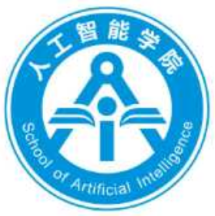 人工智能学院
School of Artificial Intelligence